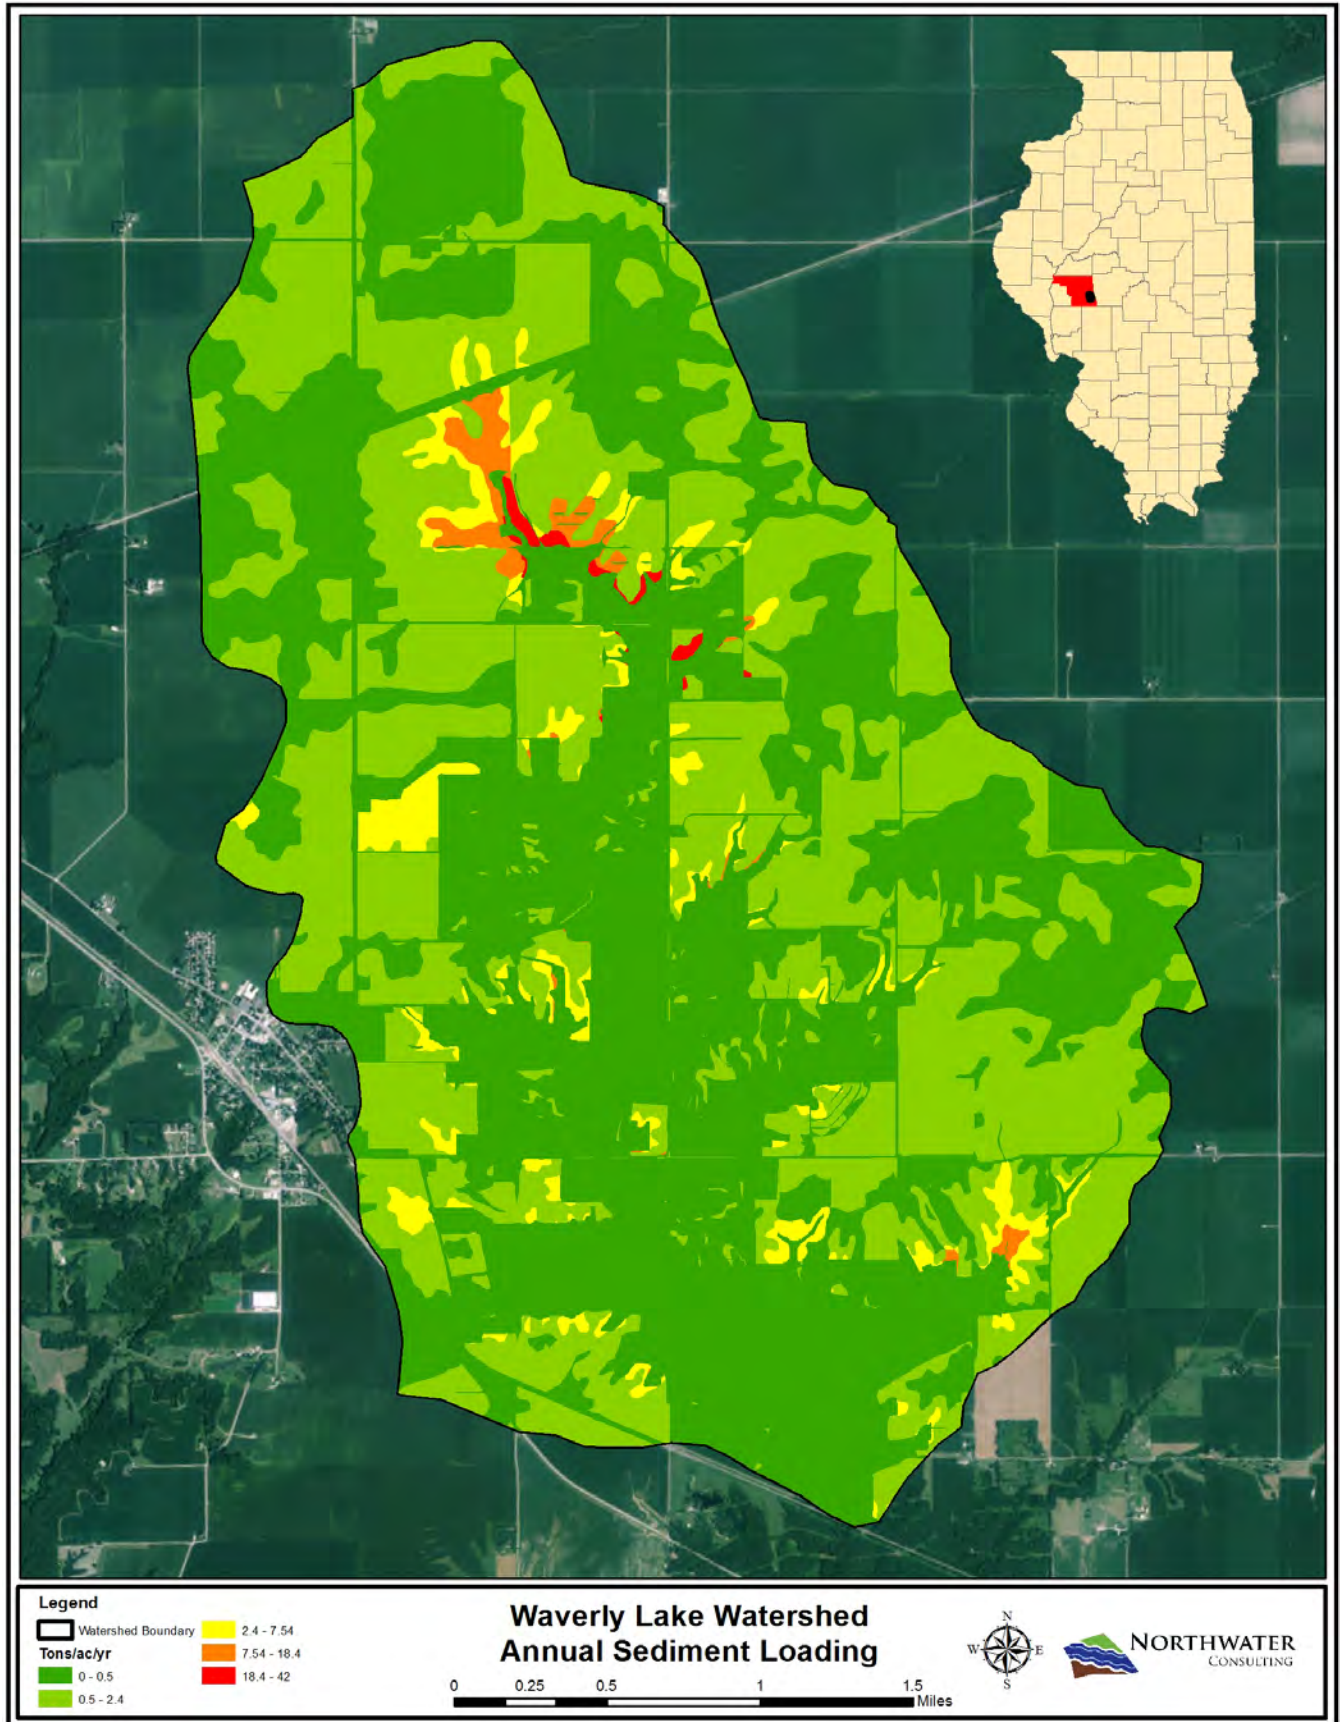 Legend
Watershed Boundary
Tons/ac/yr
0 - 0.5
0.5 - 2.4
2.4 - 7.54
7.54 - 18.4
18.4 - 42
Waverly Lake Watershed
Annual Sediment Loading
0 0.25 0.5 1 1.5
Miles
N
W E
S
NORTHWATER
CONSULTING